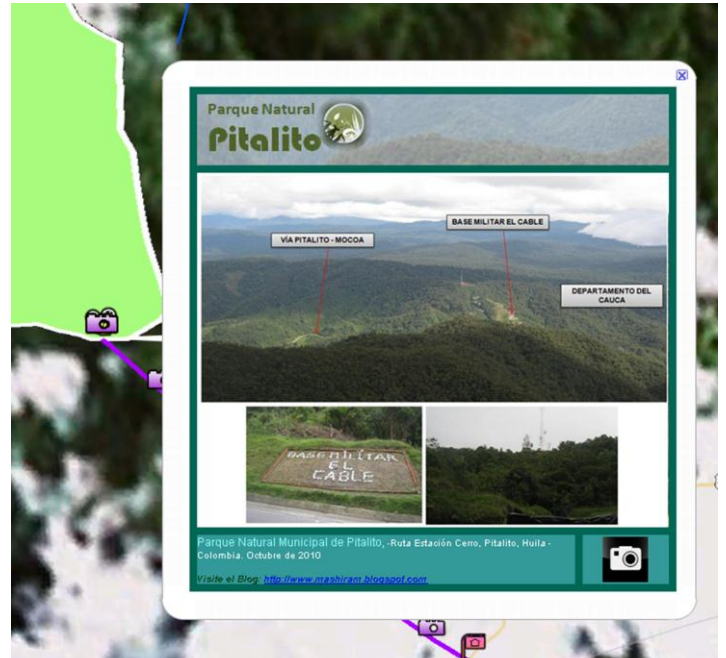 Parque Natural
Pitalito
BASE MILITAR EL CABLE
VÍA PITALITO - MOCOA
DEPARTAMENTO DEL
CAUCA
BASE MILITAR
EL
CABLE
Parque Natural Municipal de Pitalito, -Ruta Estación Cerro, Pitalito, Huila -
Colombia. Octubre de 2010
Visite el Blog: http://www.mashiram.blogspot.com